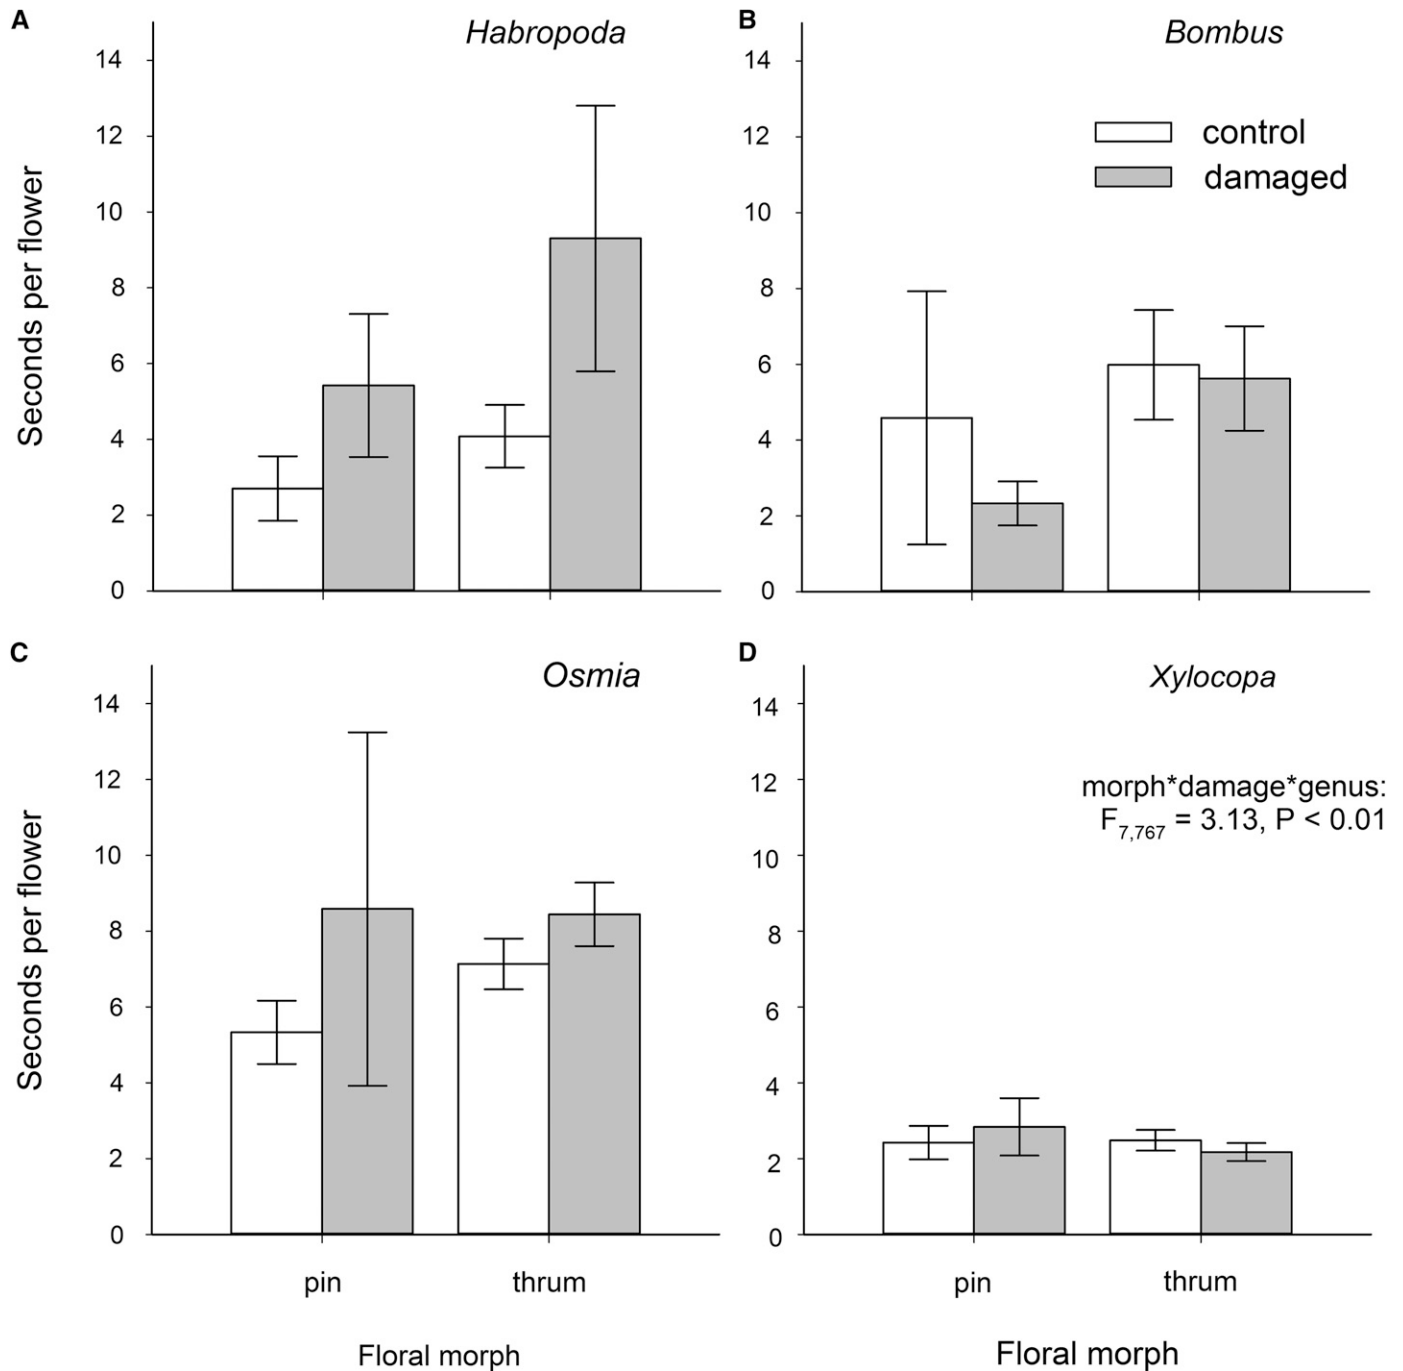 A
Habropoda
Seconds per flower
14
12
10
8
6
4
2
0
B
Bombus
control
damaged
14
12
10
8
6
4
2
0
C
Osmia
Seconds per flower
14
12
10
8
6
4
2
0
pin
thrum
Floral morph
D
Xylocopa
morph*damage*genus:
F7,767 = 3.13, P < 0.01
14
12
10
8
6
4
2
0
pin
thrum
Floral morph